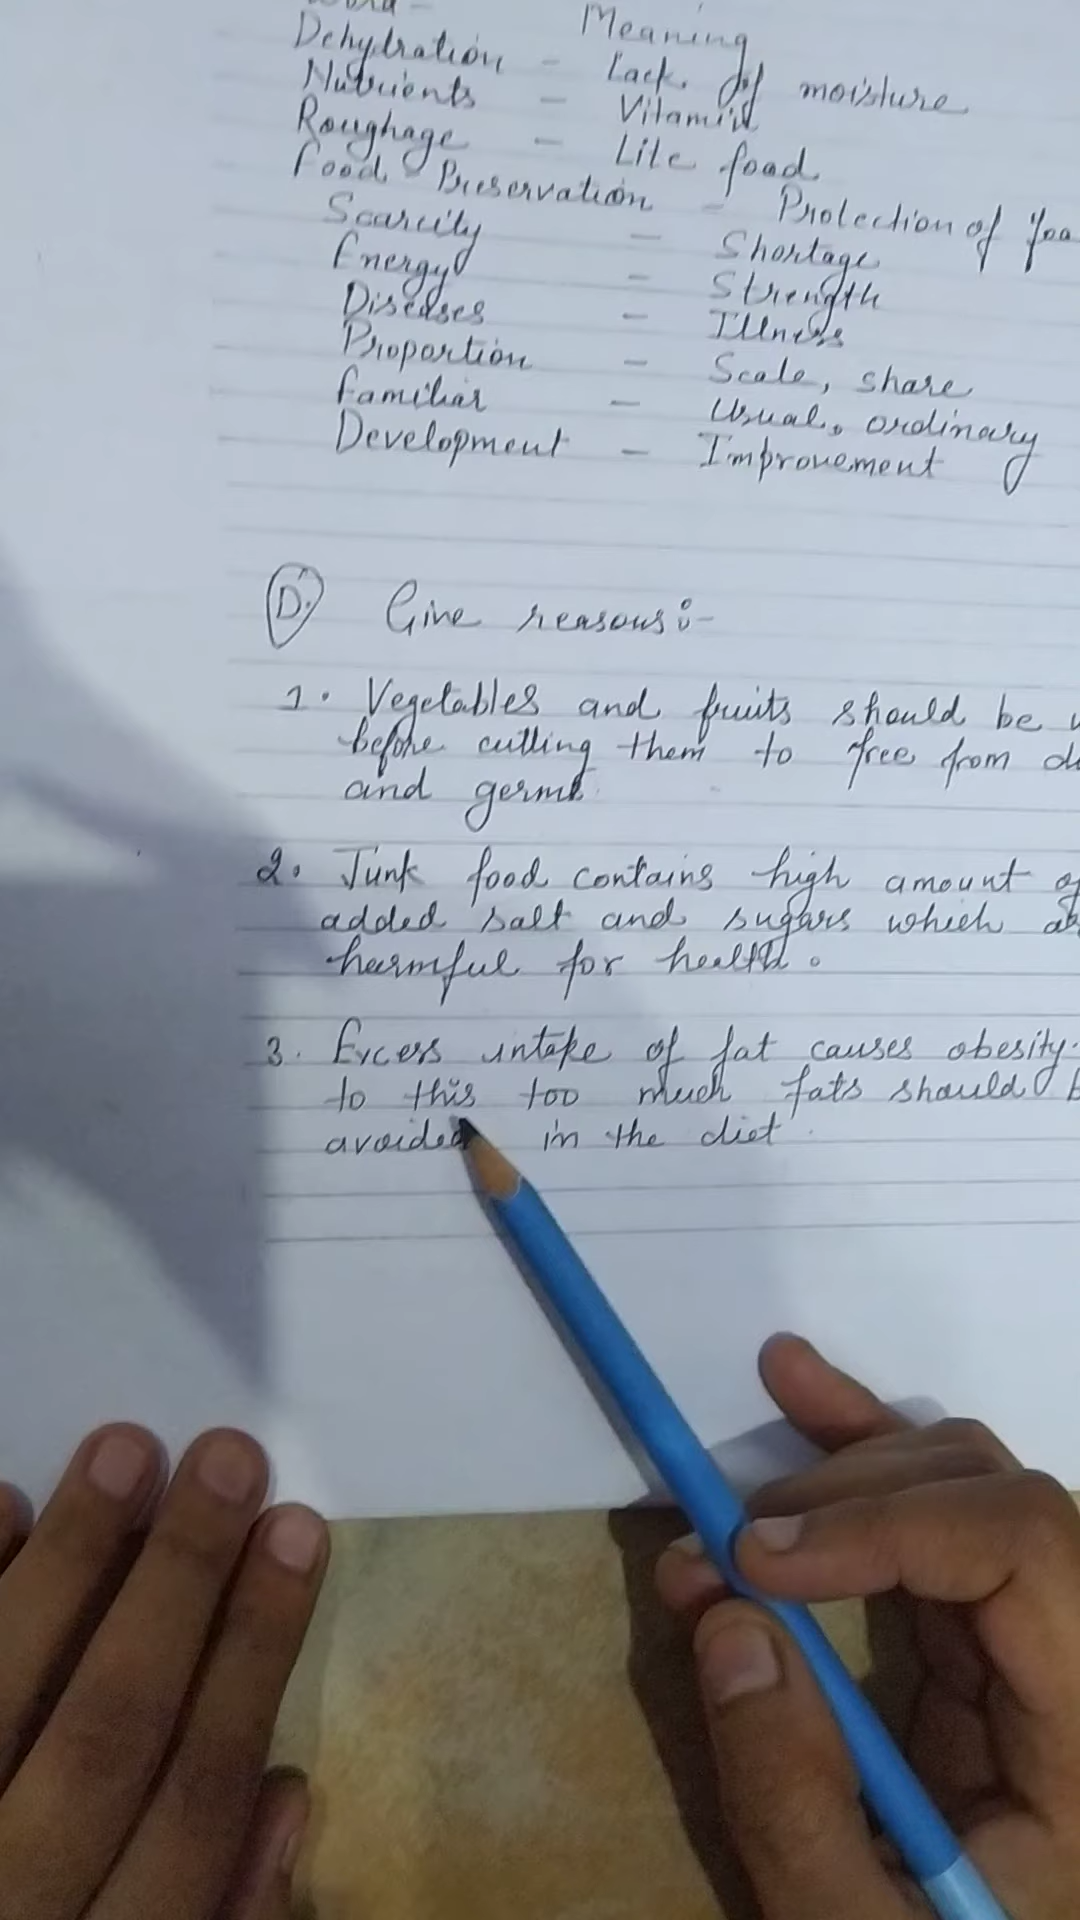 Meaning
Dehydration - Lack of moisture
Nutrients - Vitamin
Roughage - Lite food
Food Preservation - Protection of foo
Scarcity - Shortage
Energy - Strength
Diseases - Illness
Proportion - Scale, share
Familiar - Usual, ordinary
Development - Improvement
D. Give reasons:-
1. Vegetables and fruits should be
before cutting them to free from
and germs
2. Junk food contains high amount of
added salt and sugars which
harmful for health.
3. Excess intake of fat causes obesity.
to this too much fats should
avoided in the diet.